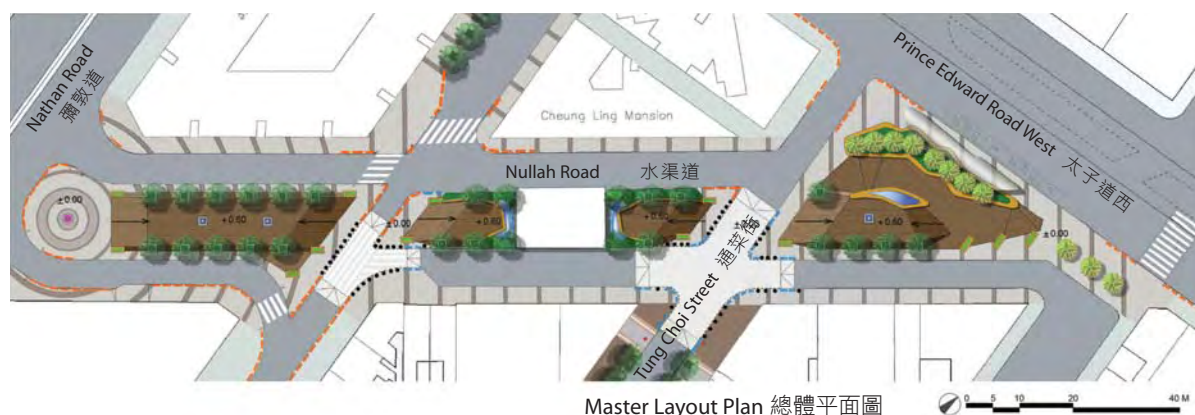 Nathan Road
彌敦道
±0.00
+0.60
±0.00
+0.60
Cheung Ling Mansion
Nullah Road 水渠道
+0.60
±0.00
Tung Choi Street 通菜街
+0.60
±0.00
Prince Edward Road West 太子道西
Master Layout Plan 總體平面圖
0 5 10 20 40 M